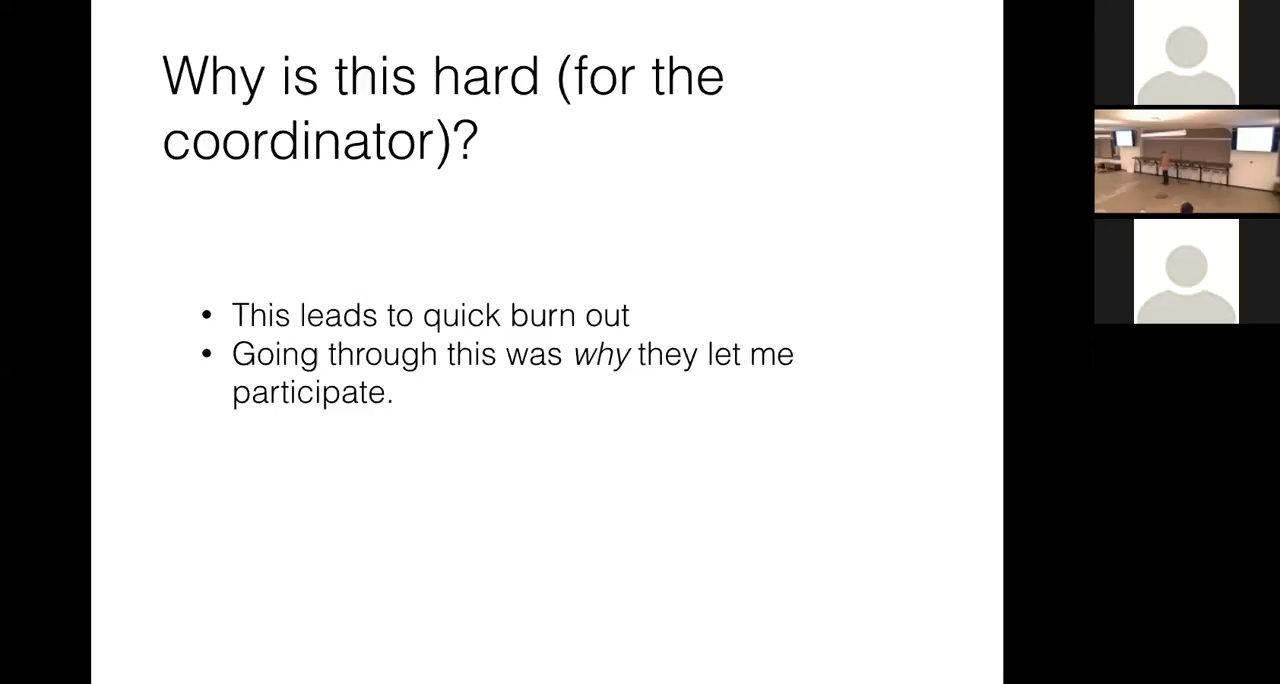 Why is this hard (for the
coordinator)?
• This leads to quick burn out
• Going through this was why they let me
participate.